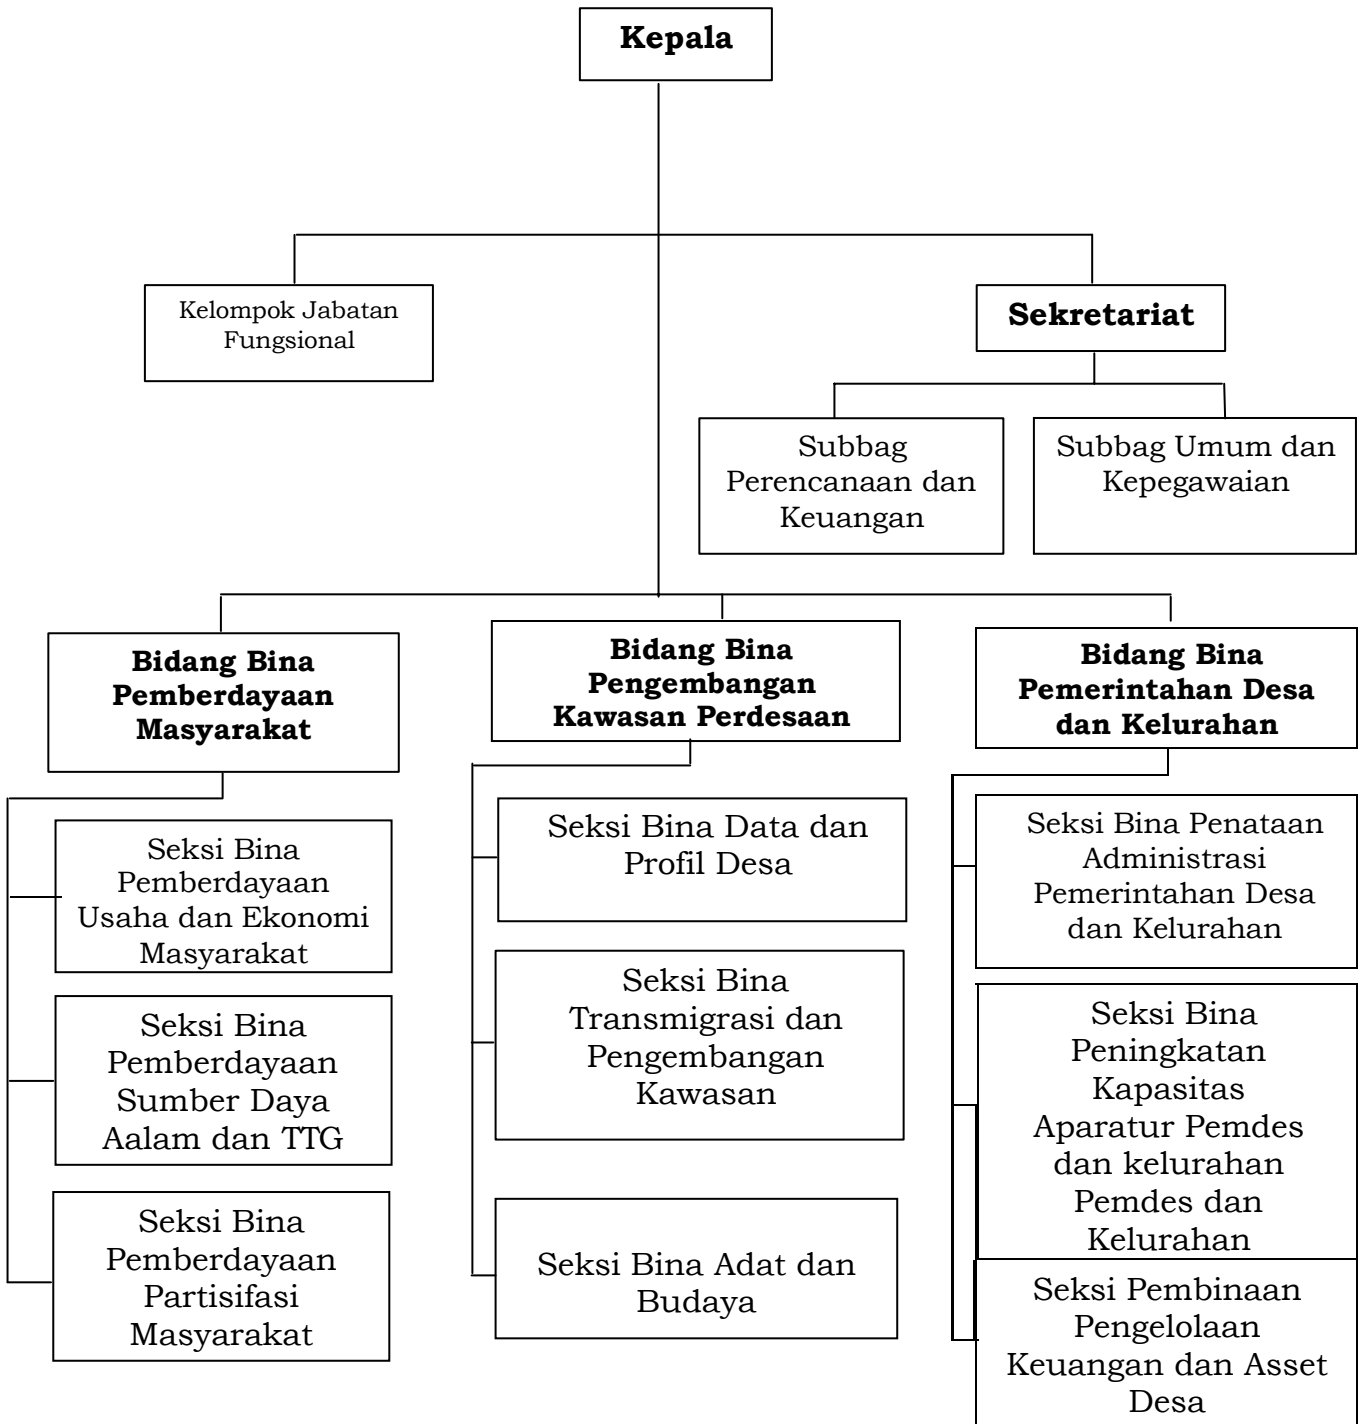 Kepala
Kelompok Jabatan
Fungsional
Sekretariat
Subbag
Perencanaan dan
Keuangan
Subbag Umum dan
Kepegawaian
Bidang Bina
Pemberdayaan
Masyarakat
Bidang Bina
Pengembangan
Kawasan Perdesaan
Bidang Bina
Pemerintahan Desa
dan Kelurahan
Seksi Bina
Pemberdayaan
Usaha dan Ekonomi
Masyarakat
Seksi Bina
Pemberdayaan
Sumber Daya
Aalam dan TTG
Seksi Bina
Pemberdayaan
Partisifasi
Masyarakat
Seksi Bina Data dan
Profil Desa
Seksi Bina
Transmigrasi dan
Pengembangan
Kawasan
Seksi Bina Adat dan
Budaya
Seksi Bina Penataan
Administrasi
Pemerintahan Desa
dan Kelurahan
Seksi Bina
Peningkatan
Kapasitas
Aparatur Pemdes
dan kelurahan
Pemdes dan
Kelurahan
Seksi Pembinaan
Pengelolaan
Keuangan dan Asset
Desa